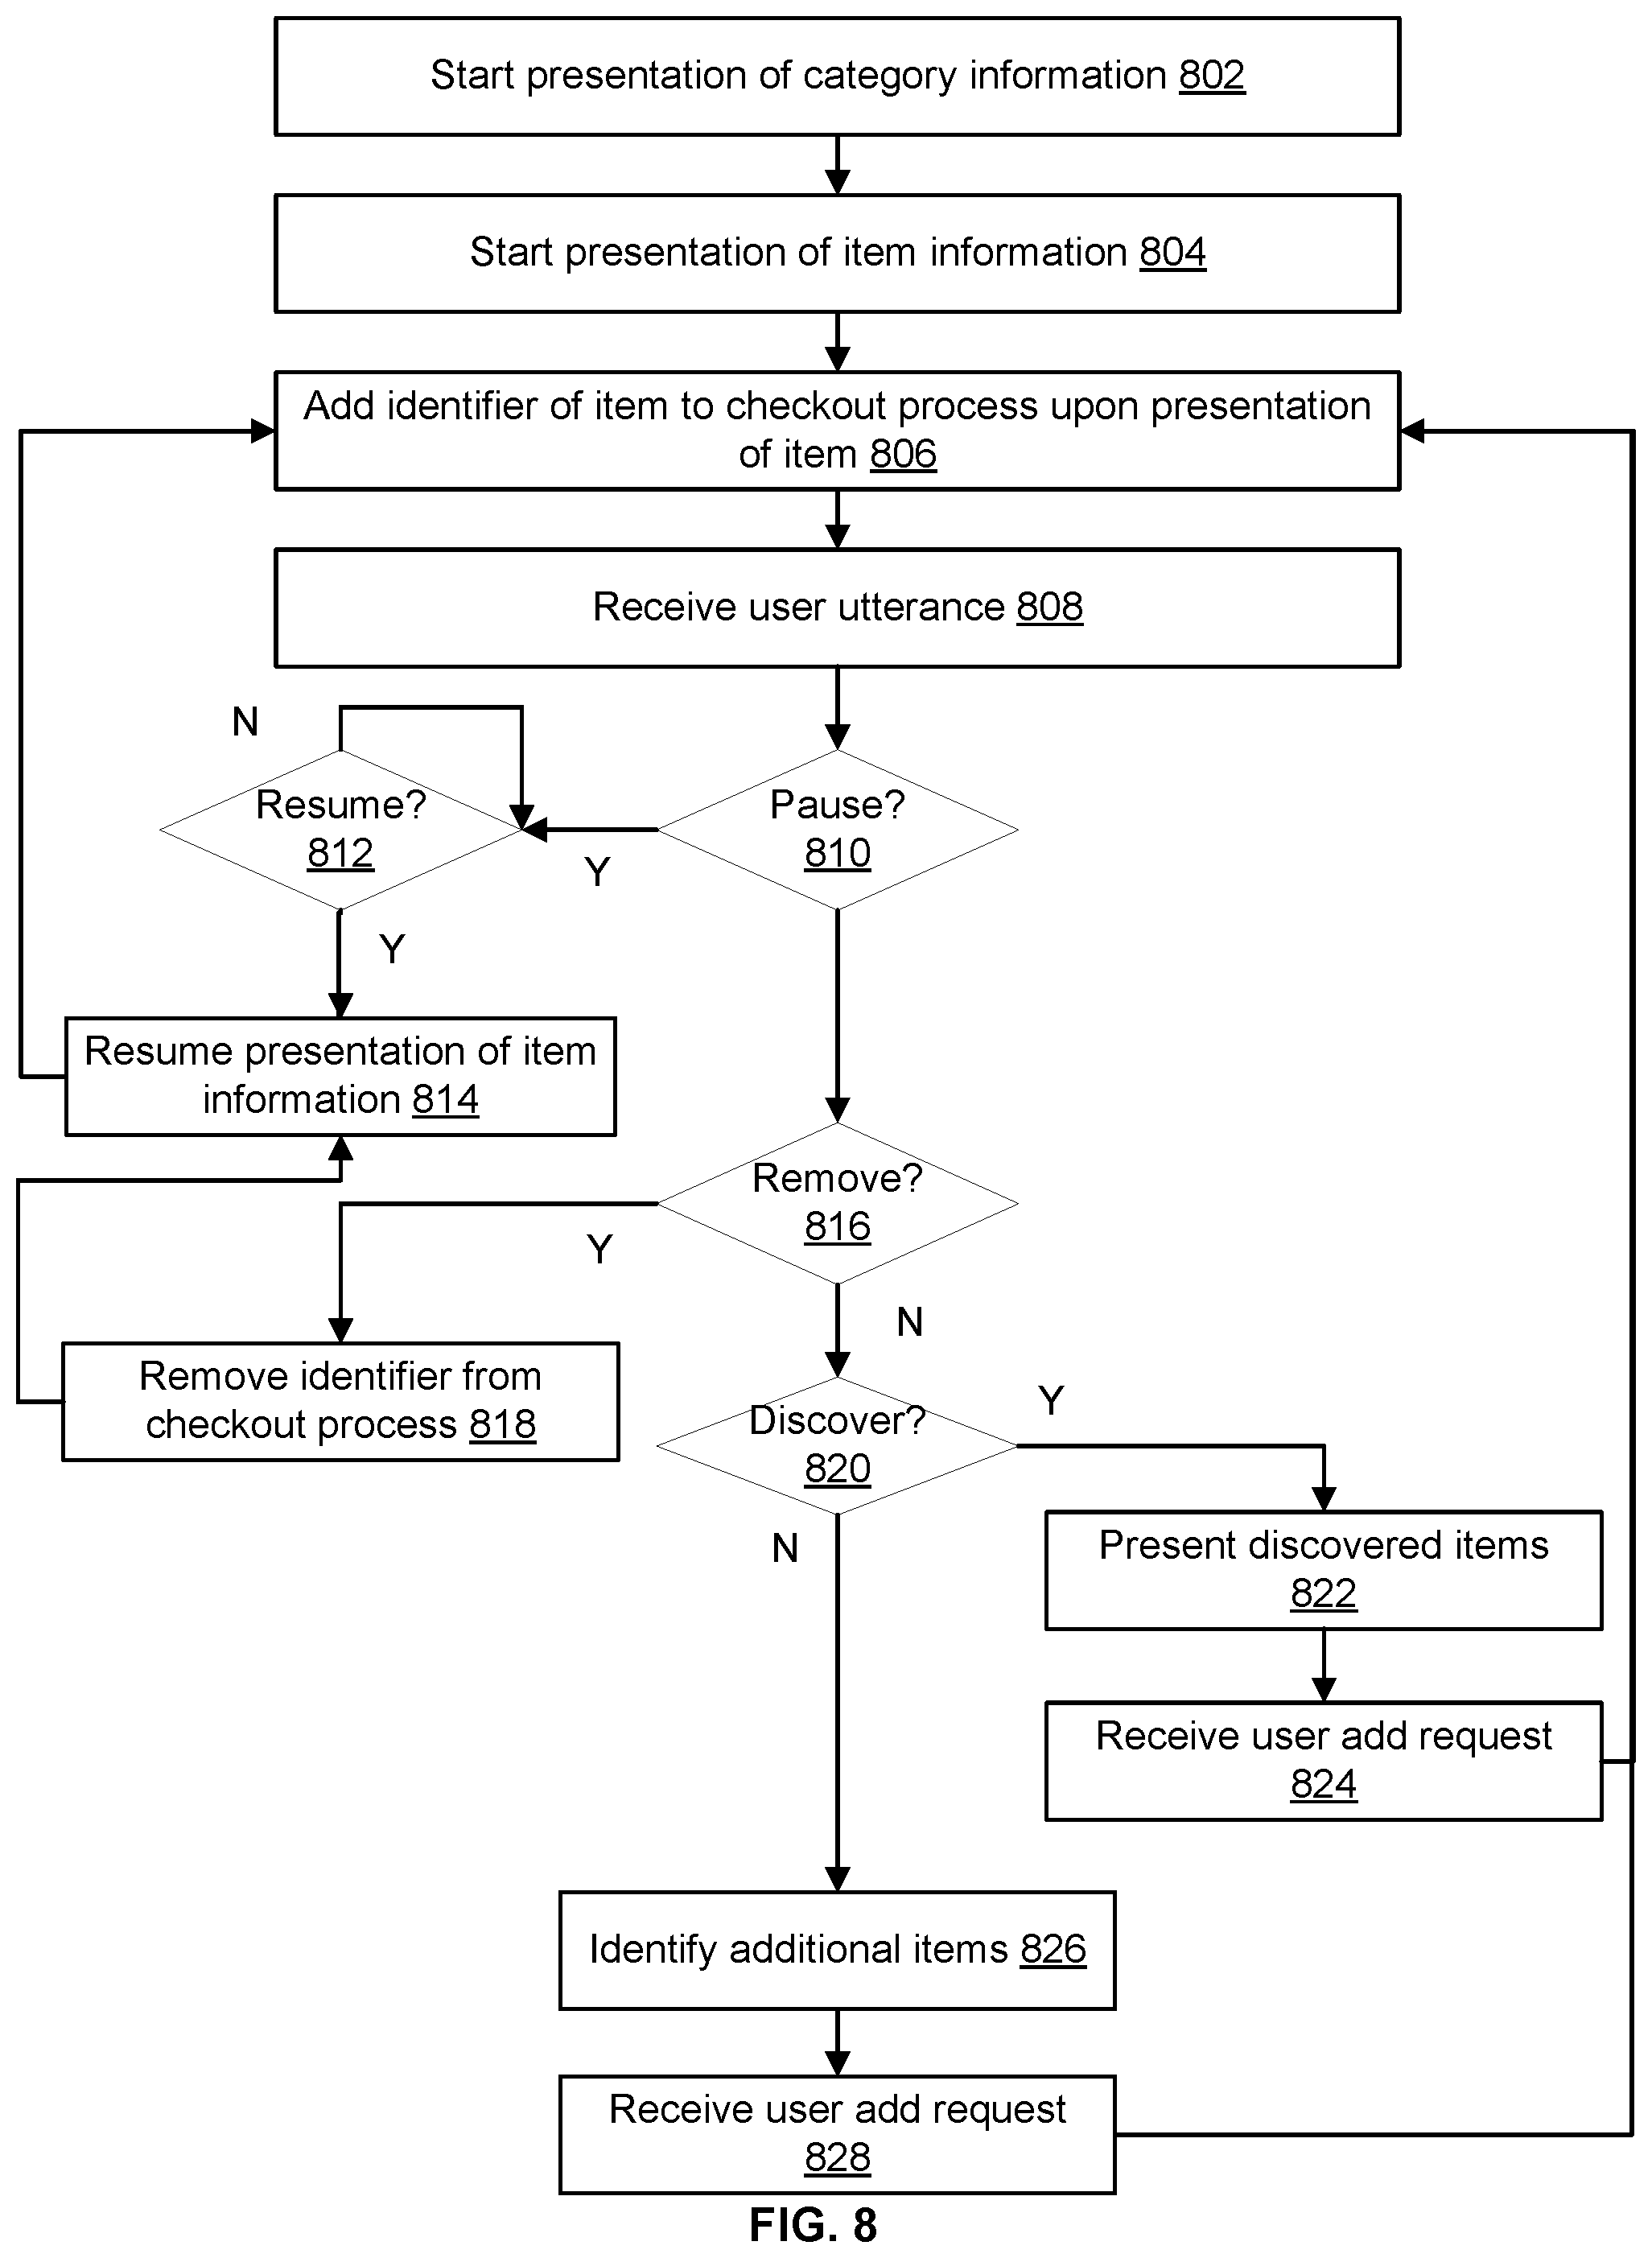 Start presentation of category information 802
Start presentation of item information 804
Add identifier of item to checkout process upon presentation
of item 806
Receive user utterance 808
N
Resume?
812
Pause?
810
Y
Y
Resume presentation of item
information 814
Remove?
816
Y
N
Remove identifier from
checkout process 818
Discover?
820
Y
N
Present discovered items
822
Receive user add request
824
Identify additional items 826
Receive user add request
828
FIG. 8